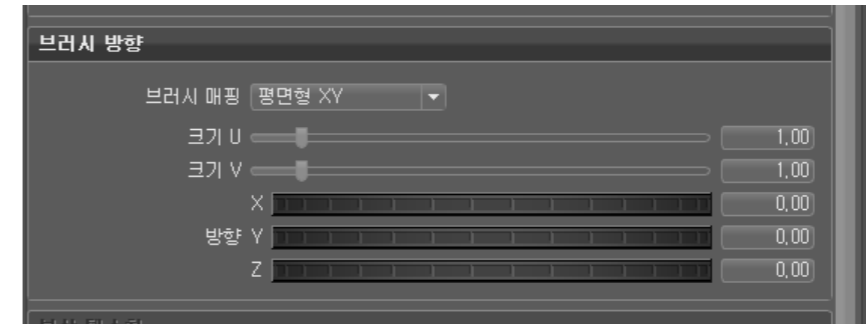 브러시 방향
브러시 매핑 평면형 XY
크기 U 1,00
크기 V 1,00
X 0,00
방향 Y 0,00
Z 0,00